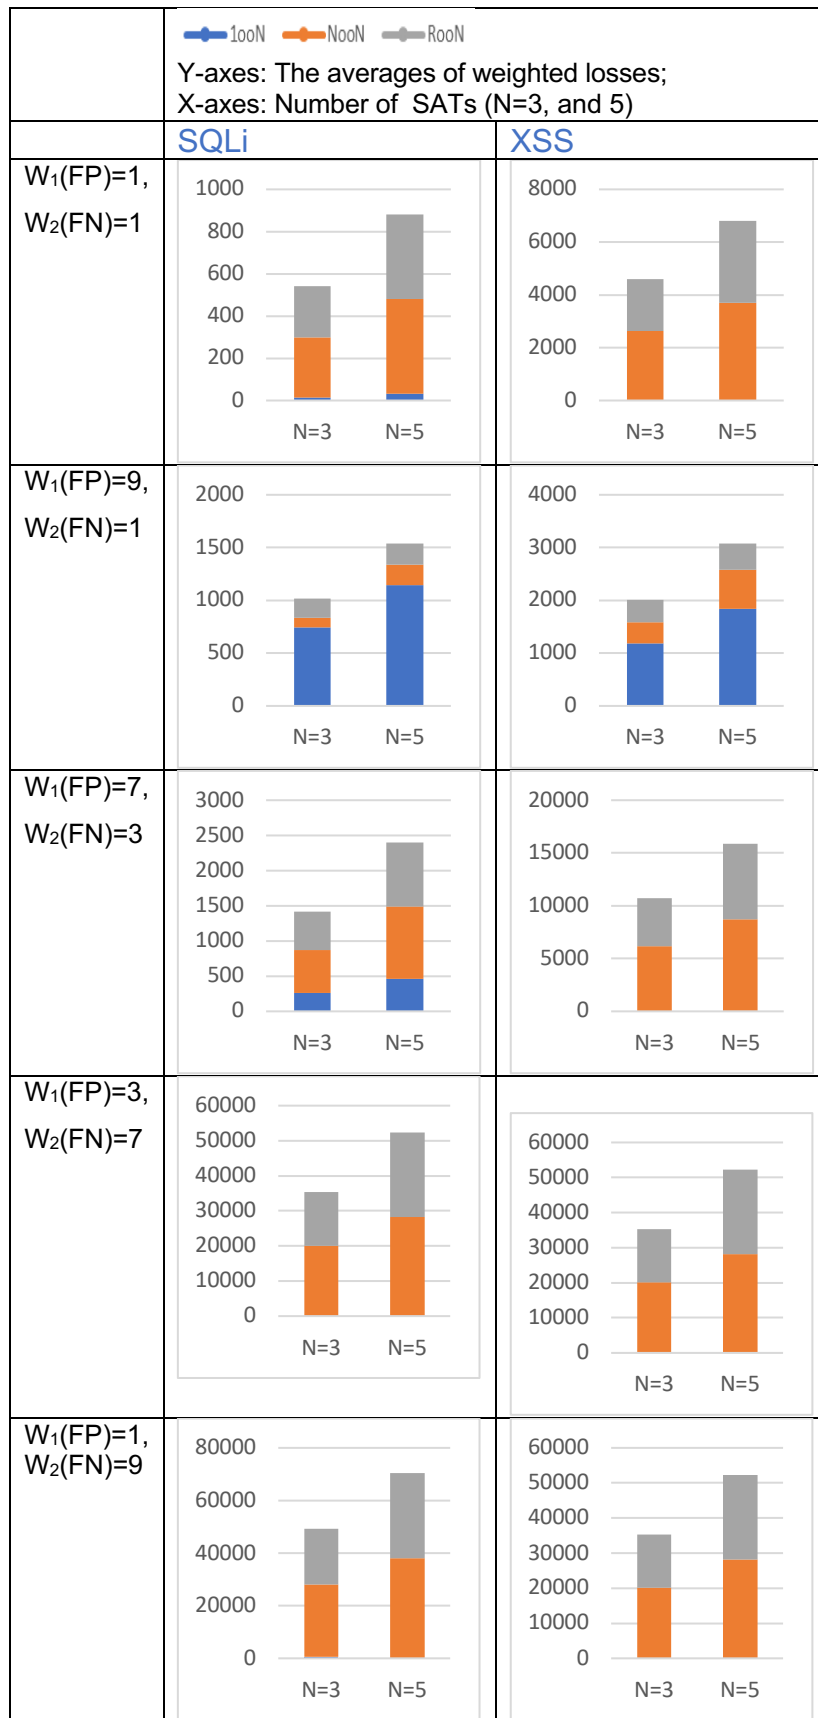 1ooN NooN RooN
Y-axes: The averages of weighted losses;
X-axes: Number of SATs (N=3, and 5)
SQLi XSS
W₁(FP)=1,
W₂(FN)=1
1000
800
600
400
200
0
N=3 N=5
8000
6000
4000
2000
0
N=3 N=5
W₁(FP)=9,
W₂(FN)=1
2000
1500
1000
500
0
N=3 N=5
4000
3000
2000
1000
0
N=3 N=5
W₁(FP)=7,
W₂(FN)=3
3000
2500
2000
1500
1000
500
0
N=3 N=5
20000
15000
10000
5000
0
N=3 N=5
W₁(FP)=3,
W₂(FN)=7
60000
50000
40000
30000
20000
10000
0
N=3 N=5
60000
50000
40000
30000
20000
10000
0
N=3 N=5
W₁(FP)=1,
W₂(FN)=9
80000
60000
40000
20000
0
N=3 N=5
60000
50000
40000
30000
20000
10000
0
N=3 N=5